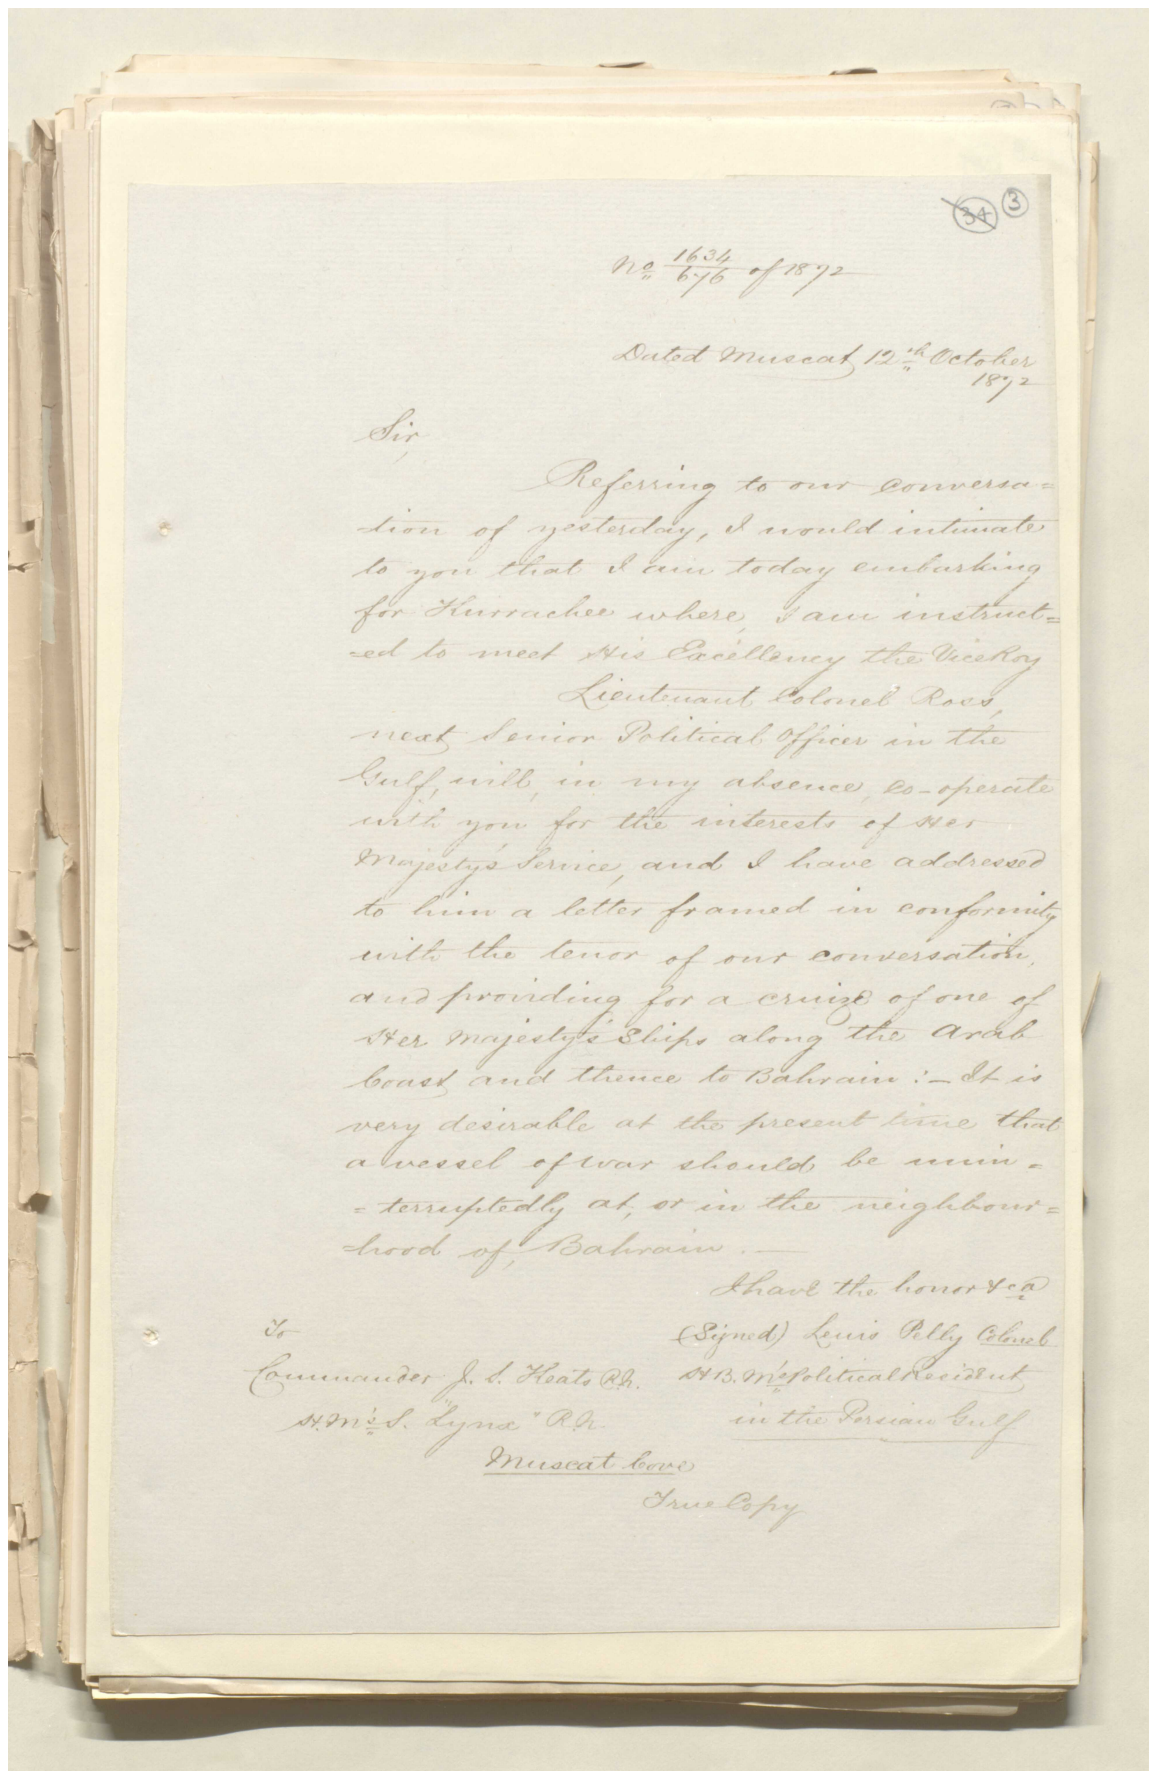 34 3
No 1634/676 of 1872
Dated Muscat 12th October
1872
Sir,
Referring to our conversa=
=tion of yesterday, I would intimate
to you that I am today embarking
for Kurrachee where, I am instruct=
=ed to meet His Excellency the ViceRoy
Lieutenant Colonel Ross,
next Senior Political Officer in the
Gulf, will, in my absence, co-operate
with you for the interests of Her
Majesty's Service, and I have addressed
to him a letter framed in conformity
with the tenor of our conversation,
and providing for a cruize of one of
Her Majesty's Ships along the Arab
Coast and thence to Bahrain :- It is
very desirable at the present time that
a vessel of war should be unin=
=terruptedly at, or in the neighbour=
=hood of, Bahrain. —
I have the honor &ca
To
(Signed) Lewis Pelly Colonel
Commander J. S. Keats R.N.
H.B.M's Political Resident
H.M's S. "Lynx" R.N.
in the Persian Gulf
Muscat Cove
True Copy